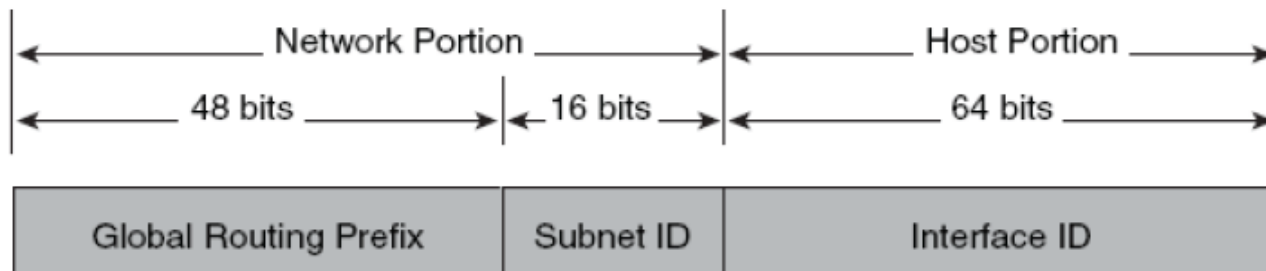 Network Portion Host Portion
48 bits 16 bits 64 bits
Global Routing Prefix Subnet ID Interface ID